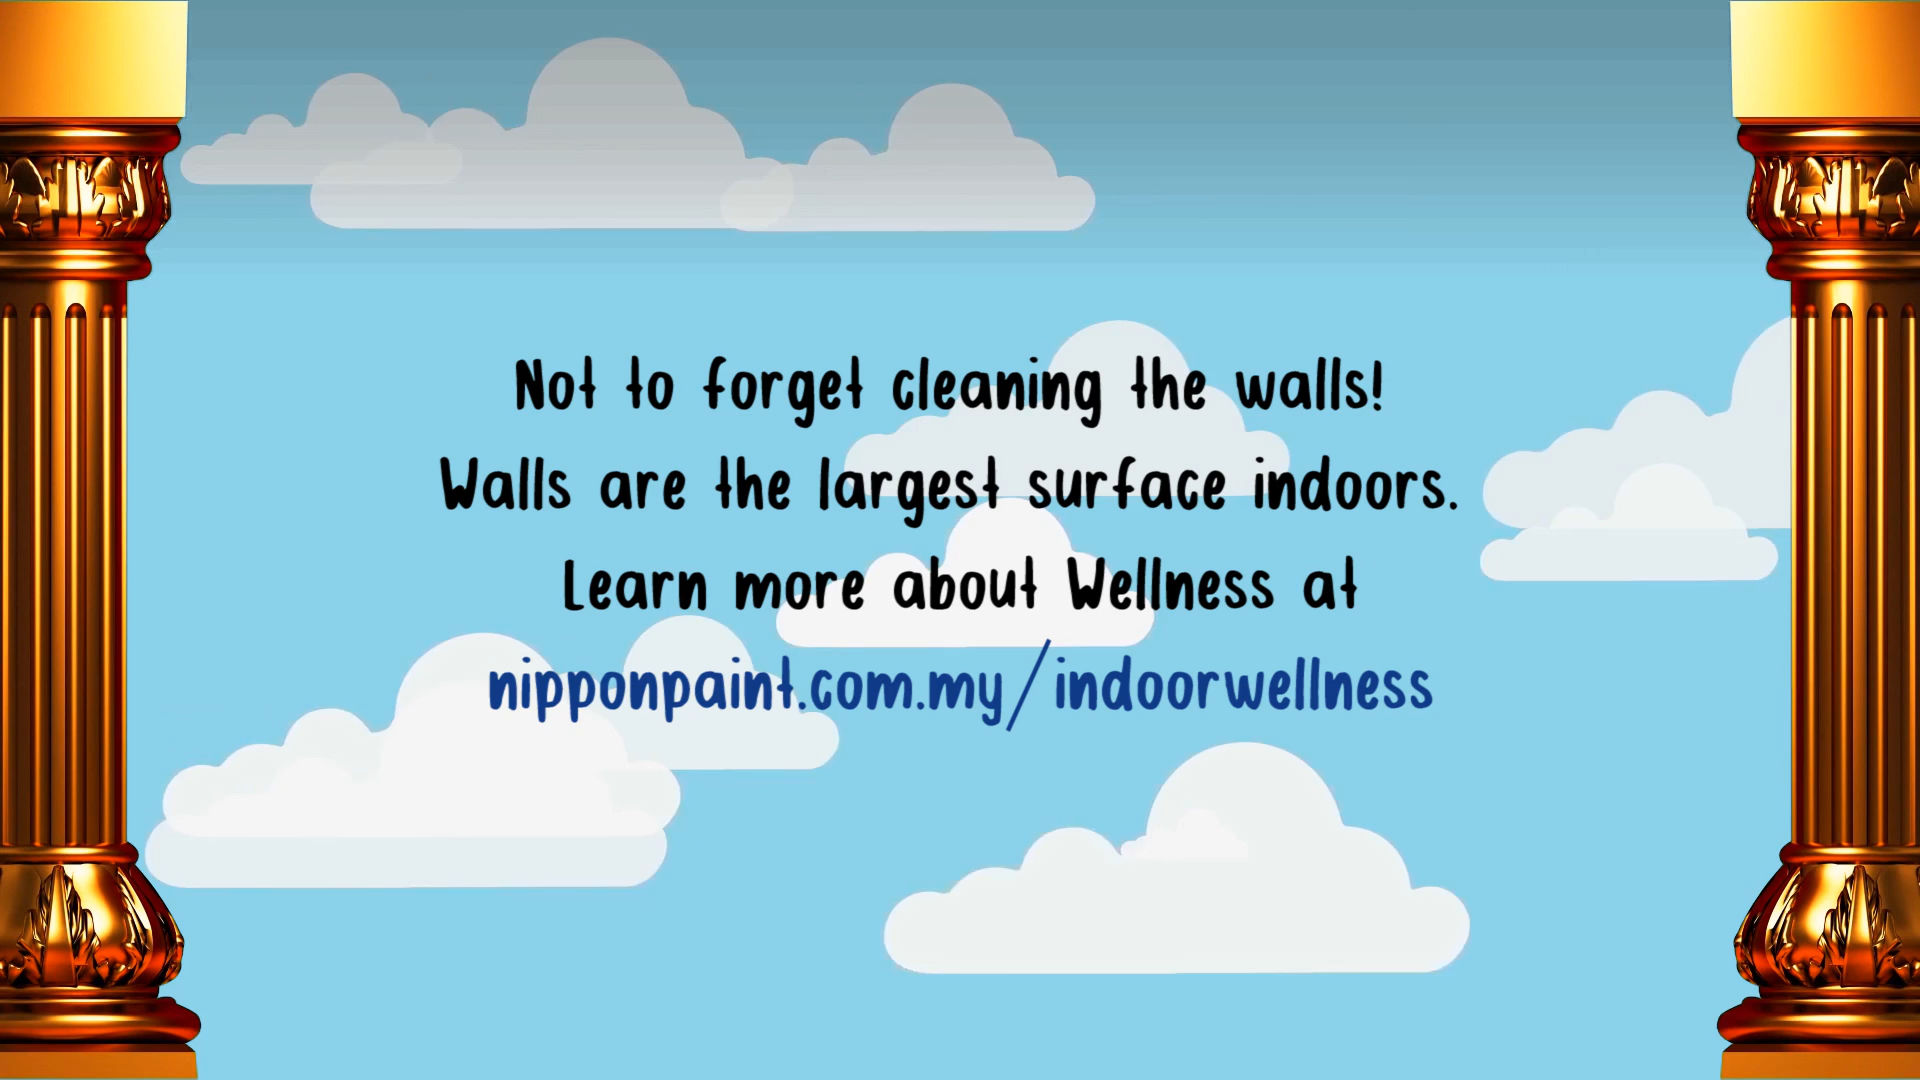 Not to forget cleaning the walls!
Walls are the largest surface indoors.
Learn more about Wellness at
nipponpaint.com.my/indoorwellness